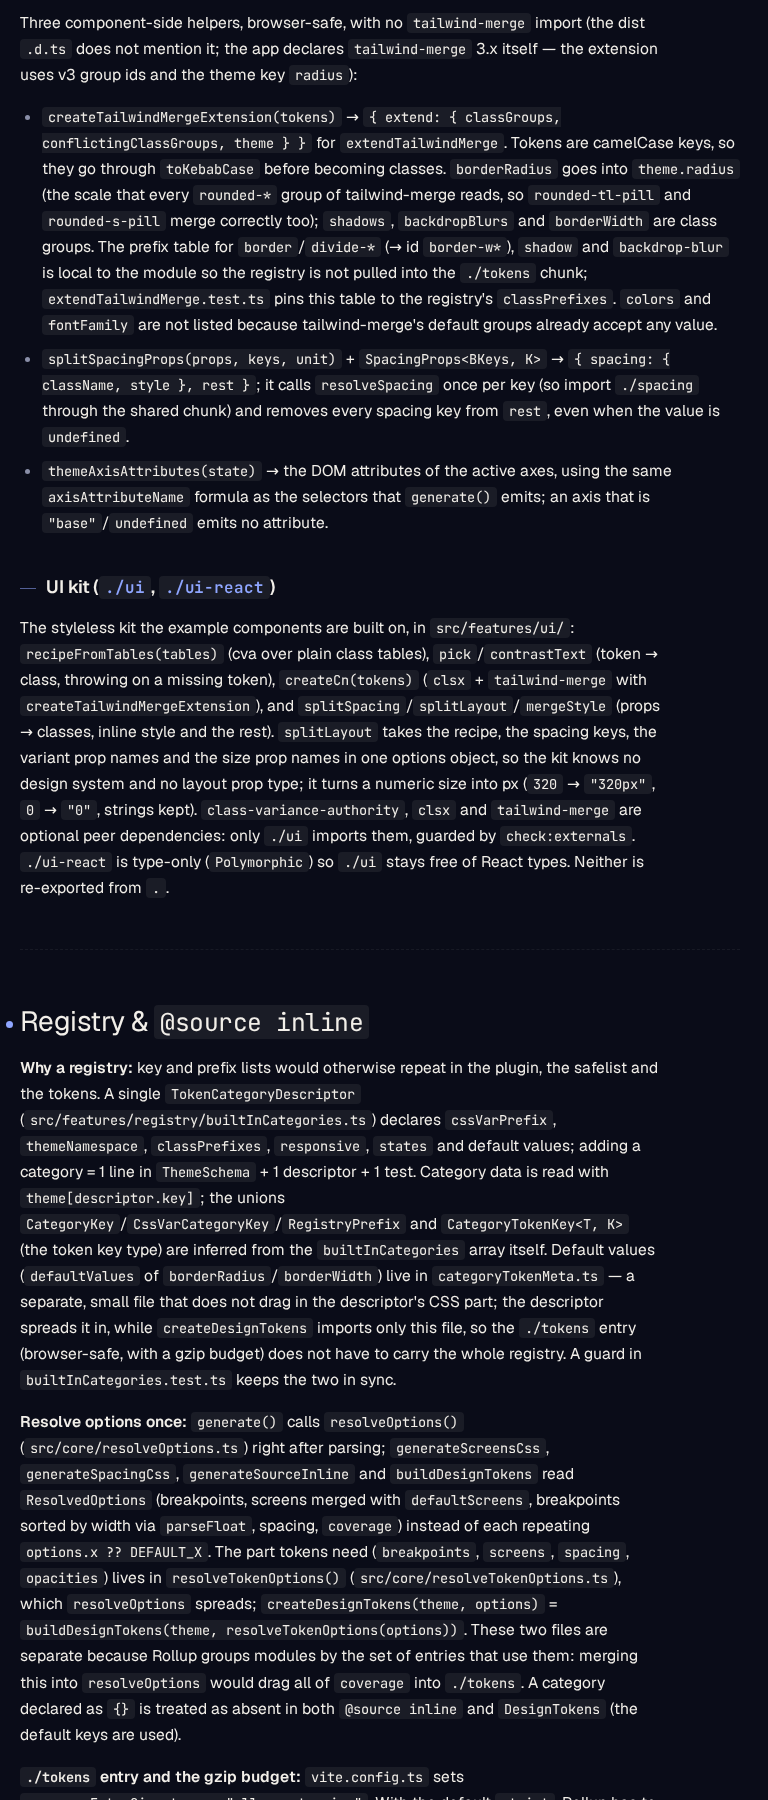 Three component-side helpers, browser-safe, with no tailwind-merge import (the dist
.d.ts does not mention it; the app declares tailwind-merge 3.x itself — the extension
uses v3 group ids and the theme key radius):
createTailwindMergeExtension(tokens) → { extend: { classGroups,
conflictingClassGroups, theme } } for extendTailwindMerge. Tokens are camelCase keys, so
they go through toKebabCase before becoming classes. borderRadius goes into theme.radius
(the scale that every rounded-* group of tailwind-merge reads, so rounded-tl-pill and
rounded-s-pill merge correctly too); shadows, backdropBlurs and borderWidth are class
groups. The prefix table for border/divide-* (→ id border-w*), shadow and backdrop-blur
is local to the module so the registry is not pulled into the ./tokens chunk;
extendTailwindMerge.test.ts pins this table to the registry's classPrefixes. colors and
fontFamily are not listed because tailwind-merge's default groups already accept any value.
splitSpacingProps(props, keys, unit) + SpacingProps<BKeys, K> → { spacing: {
className, style }, rest }; it calls resolveSpacing once per key (so import ./spacing
through the shared chunk) and removes every spacing key from rest, even when the value is
undefined.
themeAxisAttributes(state) → the DOM attributes of the active axes, using the same
axisAttributeName formula as the selectors that generate() emits; an axis that is
"base"/undefined emits no attribute.
— UI kit (./ui, ./ui-react)
The styleless kit the example components are built on, in src/features/ui/:
recipeFromTables(tables) (cva over plain class tables), pick/contrastText (token →
class, throwing on a missing token), createCn(tokens) (clsx + tailwind-merge with
createTailwindMergeExtension), and splitSpacing/splitLayout/mergeStyle (props
→ classes, inline style and the rest). splitLayout takes the recipe, the spacing keys, the
variant prop names and the size prop names in one options object, so the kit knows no
design system and no layout prop type; it turns a numeric size into px (320 → "320px",
0 → "0", strings kept). class-variance-authority, clsx and tailwind-merge are
optional peer dependencies: only ./ui imports them, guarded by check:externals.
./ui-react is type-only (Polymorphic) so ./ui stays free of React types. Neither is
re-exported from . .
Registry & @source inline
Why a registry: key and prefix lists would otherwise repeat in the plugin, the safelist and
the tokens. A single TokenCategoryDescriptor
(src/features/registry/builtInCategories.ts) declares cssVarPrefix,
themeNamespace, classPrefixes, responsive, states and default values; adding a
category = 1 line in ThemeSchema + 1 descriptor + 1 test. Category data is read with
theme[descriptor.key]; the unions
CategoryKey/CssVarCategoryKey/RegistryPrefix and CategoryTokenKey<T, K>
(the token key type) are inferred from the builtInCategories array itself. Default values
(defaultValues of borderRadius/borderWidth) live in categoryTokenMeta.ts — a
separate, small file that does not drag in the descriptor's CSS part; the descriptor
spreads it in, while createDesignTokens imports only this file, so the ./tokens entry
(browser-safe, with a gzip budget) does not have to carry the whole registry. A guard in
builtInCategories.test.ts keeps the two in sync.
Resolve options once: generate() calls resolveOptions()
(src/core/resolveOptions.ts) right after parsing; generateScreensCss,
generateSpacingCss, generateSourceInline and buildDesignTokens read
ResolvedOptions (breakpoints, screens merged with defaultScreens, breakpoints
sorted by width via parseFloat, spacing, coverage) instead of each repeating
options.x ?? DEFAULT_X. The part tokens need (breakpoints, screens, spacing,
opacities) lives in resolveTokenOptions() (src/core/resolveTokenOptions.ts),
which resolveOptions spreads; createDesignTokens(theme, options) =
buildDesignTokens(theme, resolveTokenOptions(options)). These two files are
separate because Rollup groups modules by the set of entries that use them: merging
this into resolveOptions would drag all of coverage into ./tokens. A category
declared as {} is treated as absent in both @source inline and DesignTokens (the
default keys are used).
./tokens entry and the gzip budget: vite.config.ts sets